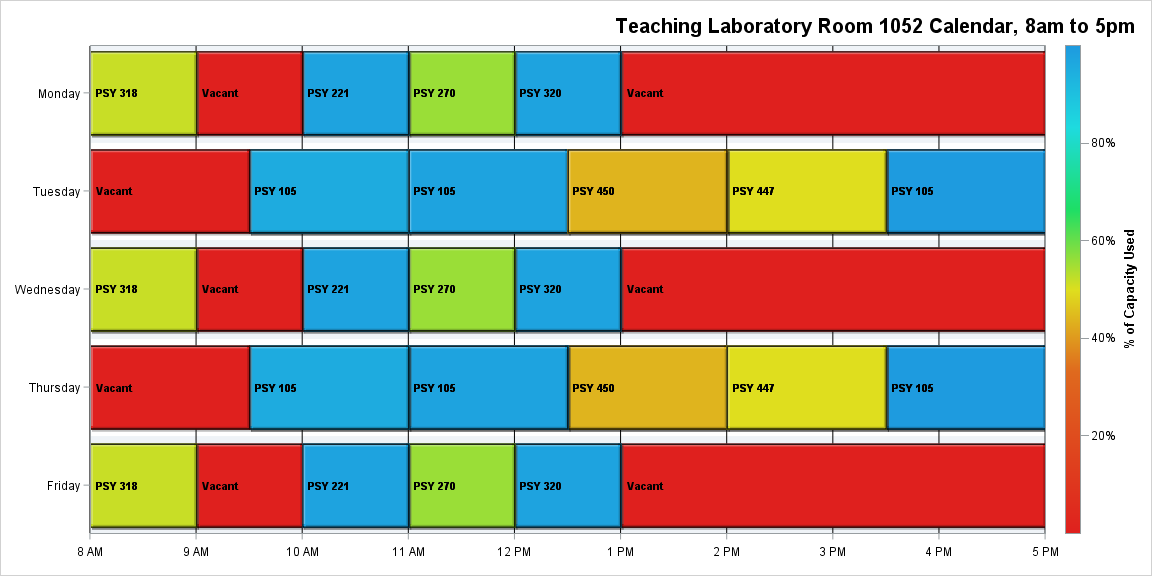 Teaching Laboratory Room 1052 Calendar, 8am to 5pm
Monday PSY 318 Vacant PSY 221 PSY 270 PSY 320 Vacant
Tuesday Vacant PSY 105 PSY 105 PSY 450 PSY 447 PSY 105
Wednesday PSY 318 Vacant PSY 221 PSY 270 PSY 320 Vacant
Thursday Vacant PSY 105 PSY 105 PSY 450 PSY 447 PSY 105
Friday PSY 318 Vacant PSY 221 PSY 270 PSY 320 Vacant
8 AM 9 AM 10 AM 11 AM 12 PM 1 PM 2 PM 3 PM 4 PM 5 PM
80%
60%
40%
20%
% of Capacity Used